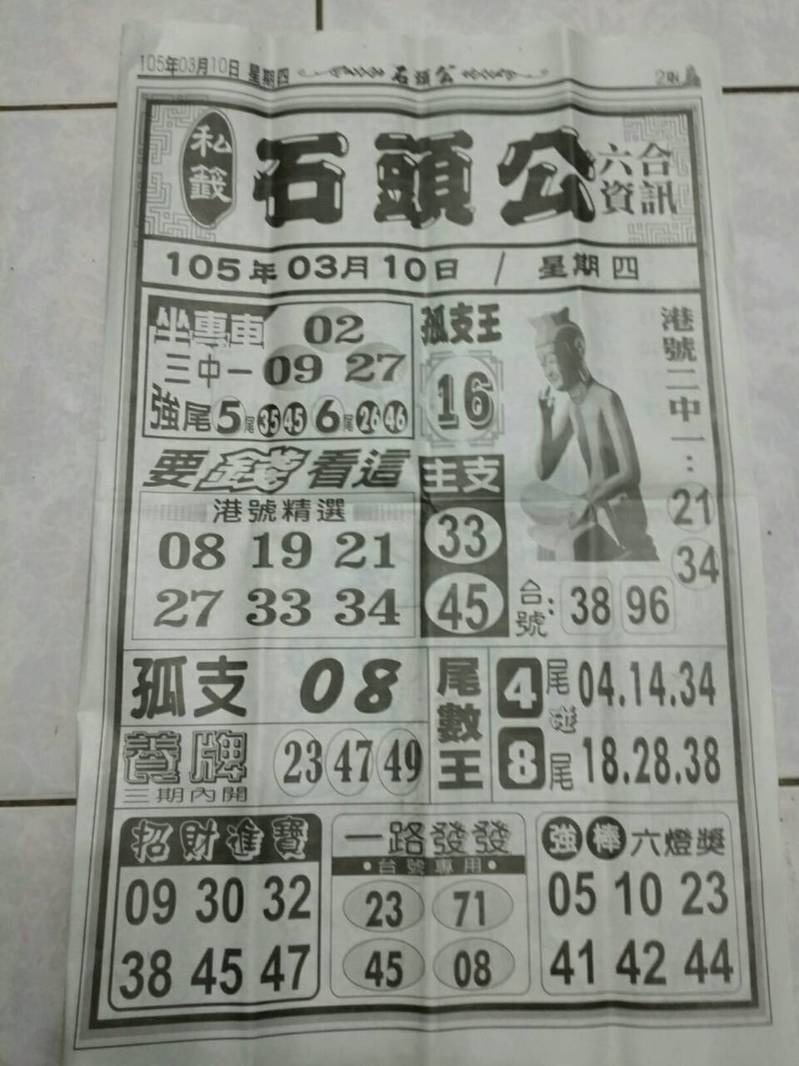 105年03月10日 星期四
石頭公
私籤
石頭公
六合資訊
105年03月10日 / 星期四
坐專車
三中一
02
09 27
強尾5尾 35 45 6尾 26 46
孤支王
16
港號二中一：
21
34
要錢看這
港號精選
08 19 21
27 33 34
主支
33
45
台號：
38 96
孤支 08
養牌
三期內開
23 47 49
尾數王
4尾 04.14.34
碰
8尾 18.28.38
招財進寶
09 30 32
38 45 47
一路發發
•台號專用•
23 71
45 08
強棒六燈獎
05 10 23
41 42 44